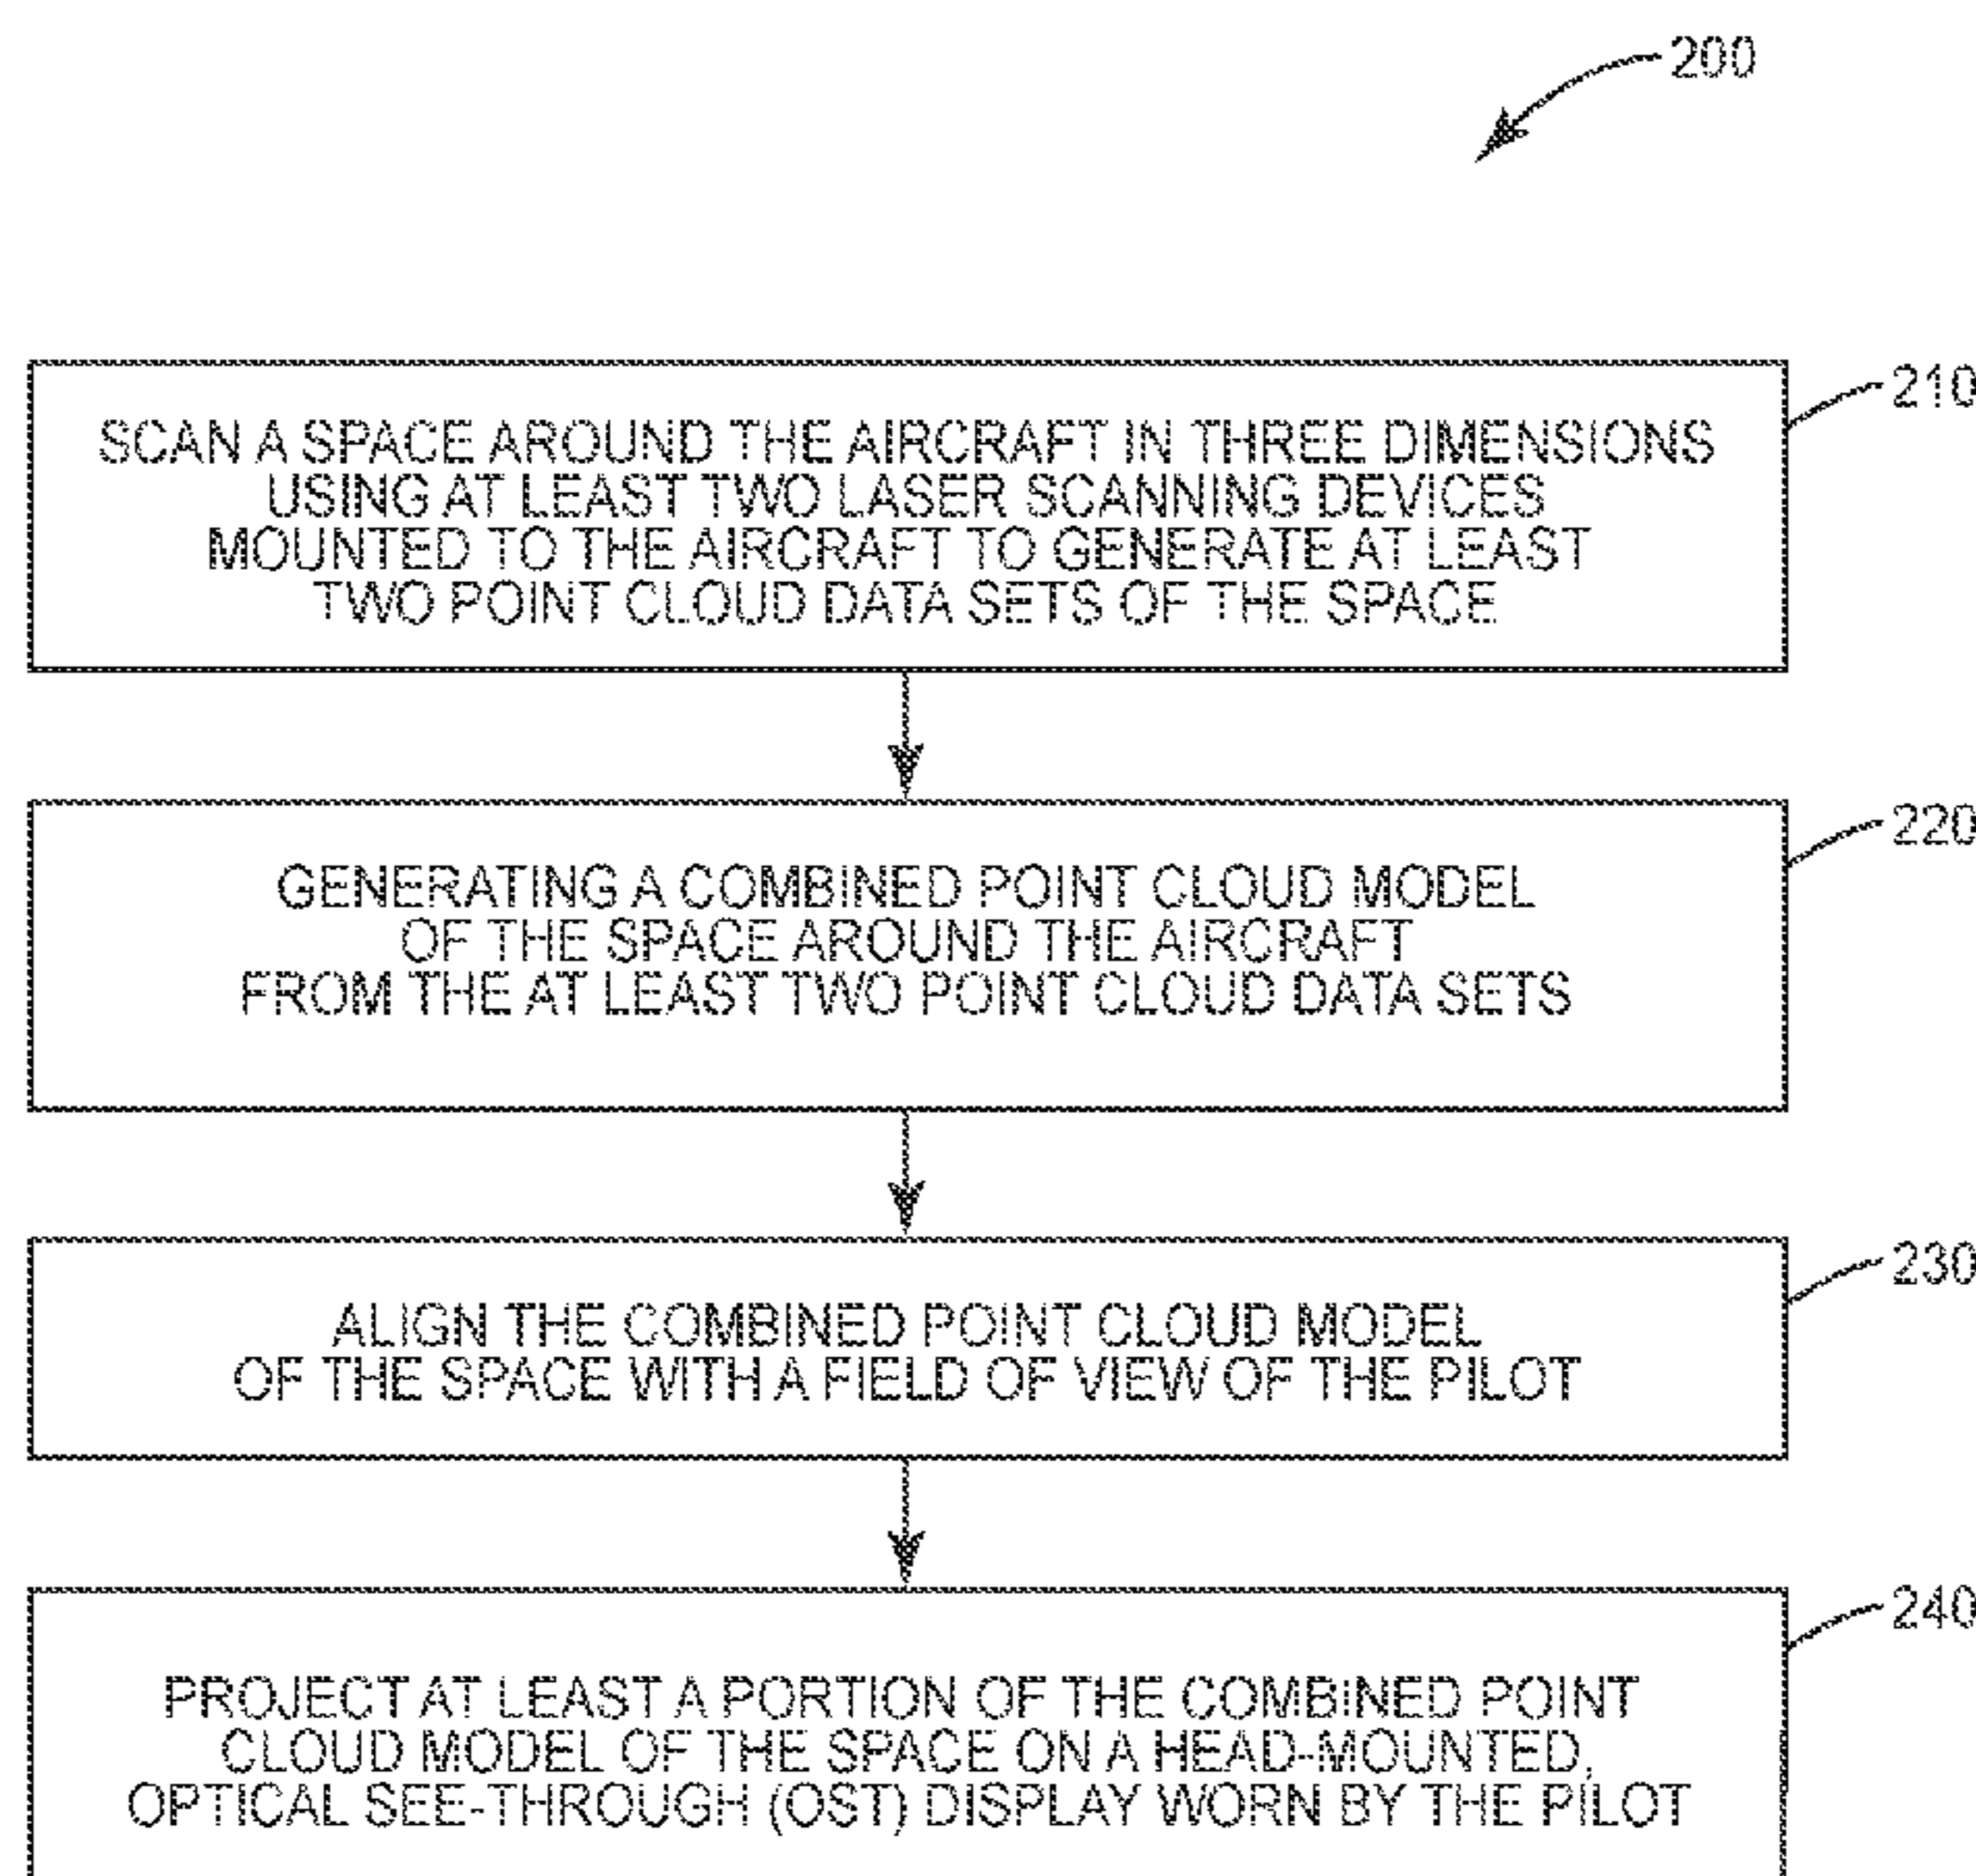 200
210
SCAN A SPACE AROUND THE AIRCRAFT IN THREE DIMENSIONS
USING AT LEAST TWO LASER SCANNING DEVICES
MOUNTED TO THE AIRCRAFT TO GENERATE AT LEAST
TWO POINT CLOUD DATA SETS OF THE SPACE
220
GENERATING A COMBINED POINT CLOUD MODEL
OF THE SPACE AROUND THE AIRCRAFT
FROM THE AT LEAST TWO POINT CLOUD DATA SETS
230
ALIGN THE COMBINED POINT CLOUD MODEL
OF THE SPACE WITH A FIELD OF VIEW OF THE PILOT
240
PROJECT AT LEAST A PORTION OF THE COMBINED POINT
CLOUD MODEL OF THE SPACE ON A HEAD-MOUNTED,
OPTICAL SEE-THROUGH (OST) DISPLAY WORN BY THE PILOT